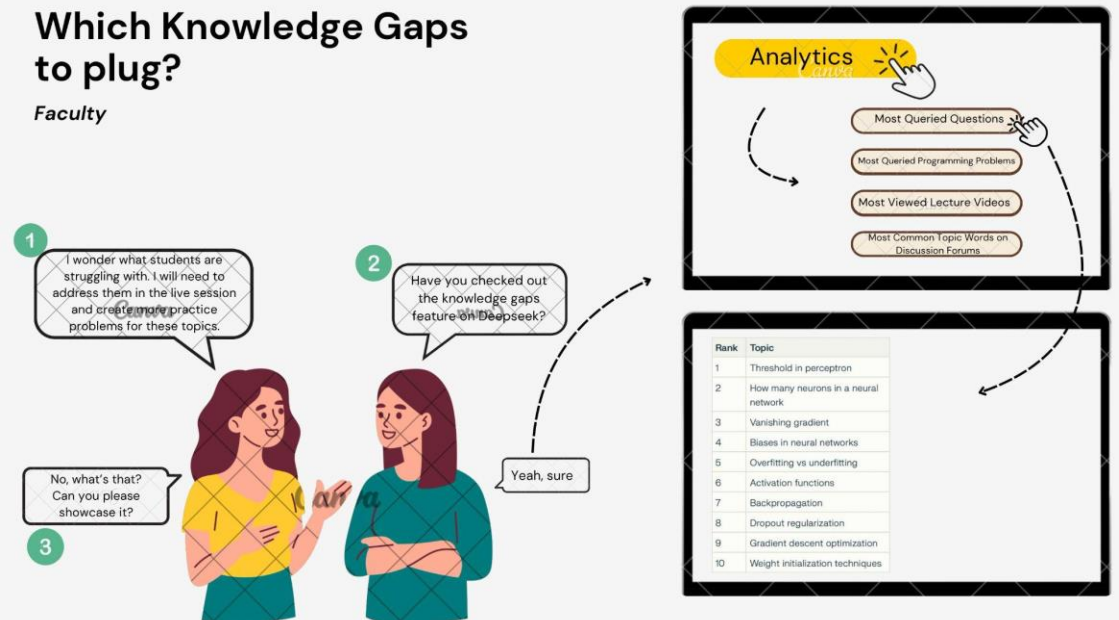 Which Knowledge Gaps
to plug?
Faculty
1
I wonder what students are
struggling with. I will need to
address them in the live session
and create more practice
problems for these topics.
2
Have you checked out
the knowledge gaps
feature on Deepseek?
No, what's that?
Can you please
showcase it?
3
Yeah, sure
Analytics
Most Queried Questions
Most Queried Programming Problems
Most Viewed Lecture Videos
Most Common Topic Words on
Discussion Forums
Rank Topic
1 Threshold in perceptron
2 How many neurons in a neural
network
3 Vanishing gradient
4 Biases in neural networks
5 Overfitting vs underfitting
6 Activation functions
7 Backpropagation
8 Dropout regularization
9 Gradient descent optimization
10 Weight initialization techniques
Canva
Canva
Canva
Canva